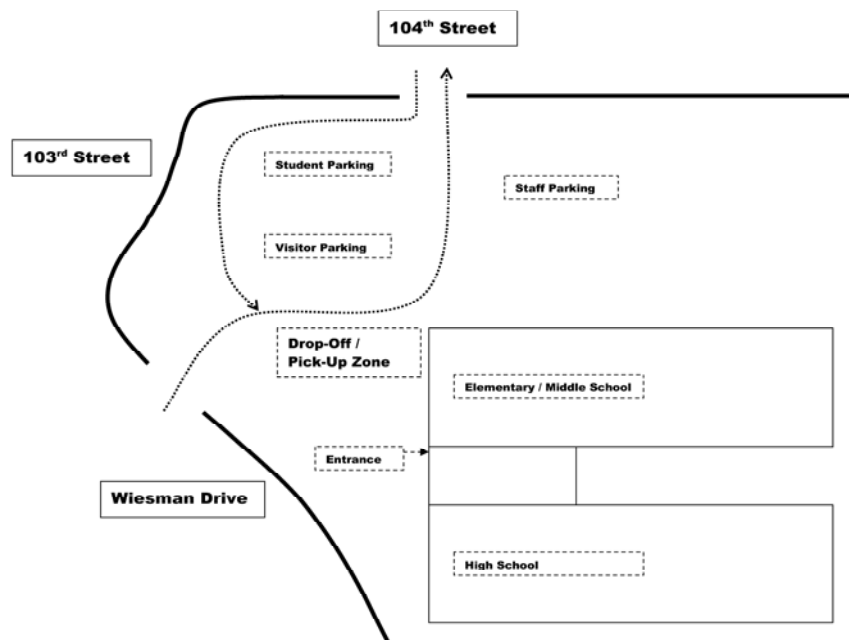 104th Street
103rd Street
Student Parking
Staff Parking
Visitor Parking
Drop-Off /
Pick-Up Zone
Elementary / Middle School
Entrance
Wiesman Drive
High School